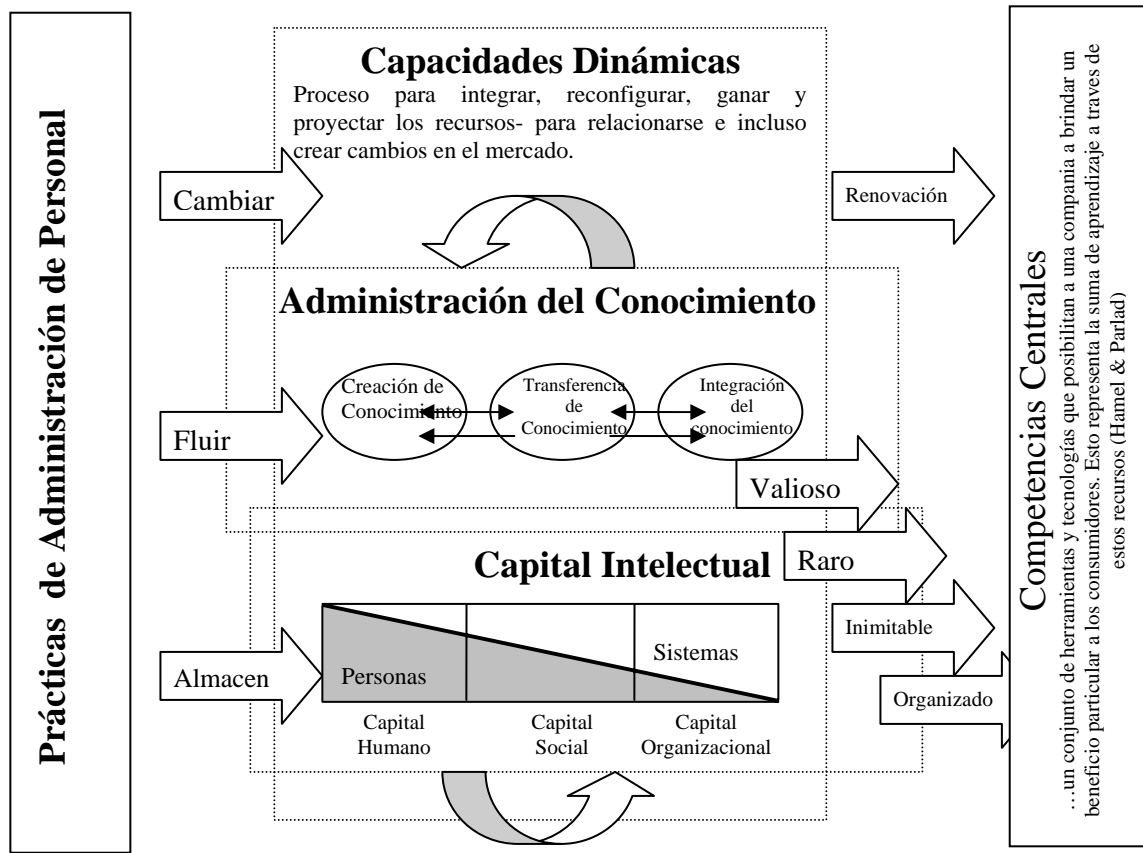 Prácticas de Administración de Personal
Capacidades Dinámicas
Proceso para integrar, reconfigurar, ganar y
proyectar los recursos- para relacionarse e incluso
crear cambios en el mercado.
Cambiar
Renovación
Administración del Conocimiento
Fluir
Creación de
Conocimiento
Transferencia
de
Conocimiento
Integración
del
conocimiento
Valioso
Raro
Inimitable
Organizado
Capital Intelectual
Almacen
Personas
Sistemas
Capital
Humano
Capital
Social
Capital
Organizacional
Competencias Centrales
…un conjunto de herramientas y tecnologías que posibilitan a una compania a brindar un
beneficio particular a los consumidores. Esto representa la suma de aprendizaje a traves de
estos recursos (Hamel & Parlad)